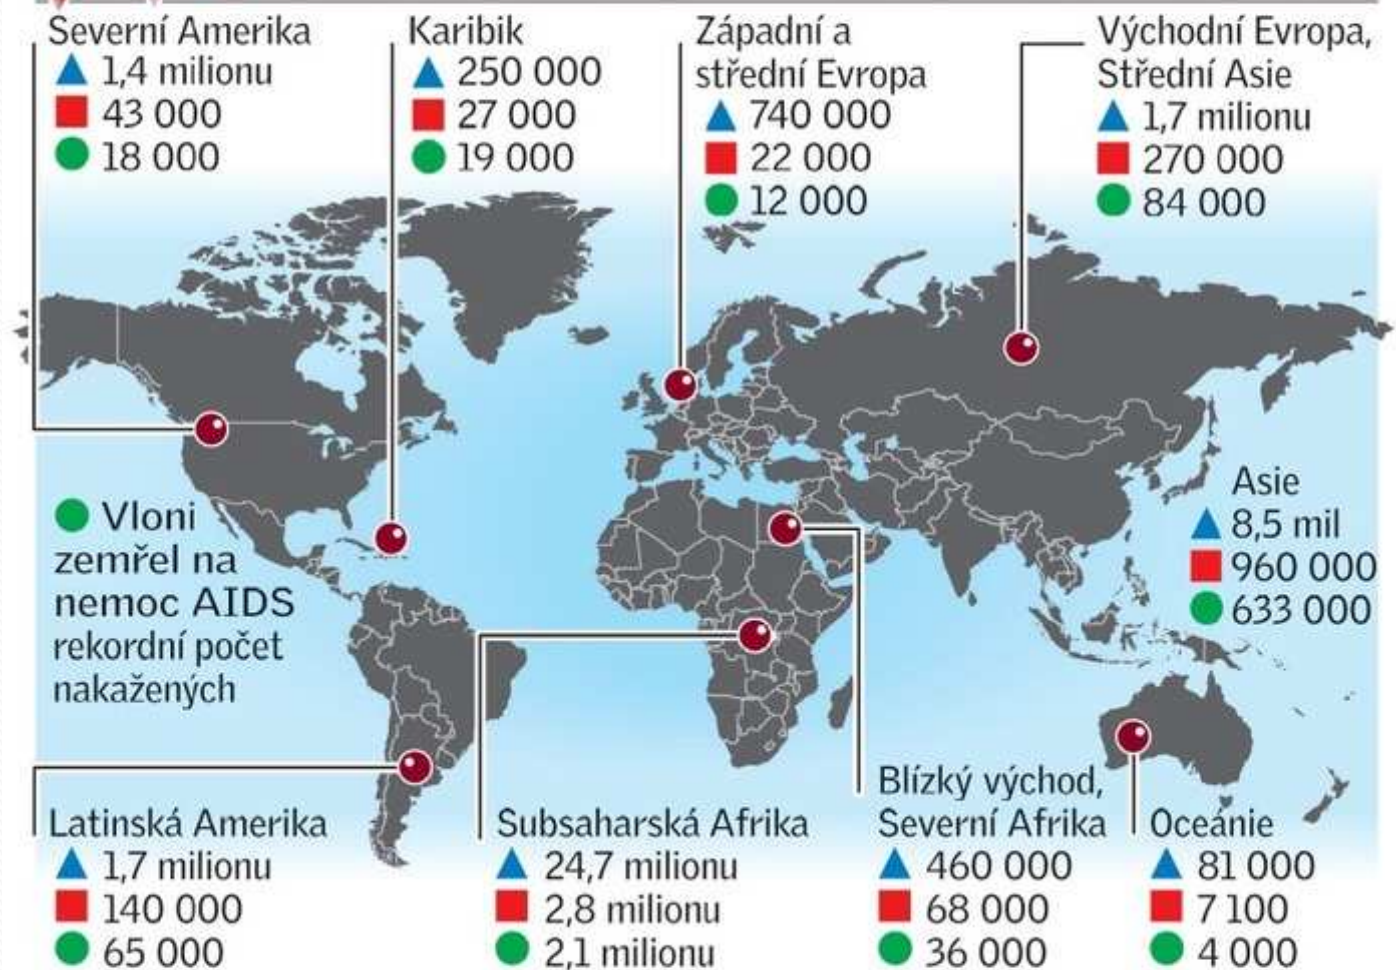 Severní Amerika
1,4 milionu
43 000
18 000
Karibik
250 000
27 000
19 000
Západní a
střední Evropa
740 000
22 000
12 000
Východní Evropa,
Střední Asie
1,7 milionu
270 000
84 000
Asie
8,5 mil
960 000
633 000
Vloni
zemřel na
nemoc AIDS
rekordní počet
nakažených
Latinská Amerika
1,7 milionu
140 000
65 000
Subsaharská Afrika
24,7 milionu
2,8 milionu
2,1 milionu
Blízký východ,
Severní Afrika
460 000
68 000
36 000
Oceánie
81 000
7 100
4 000